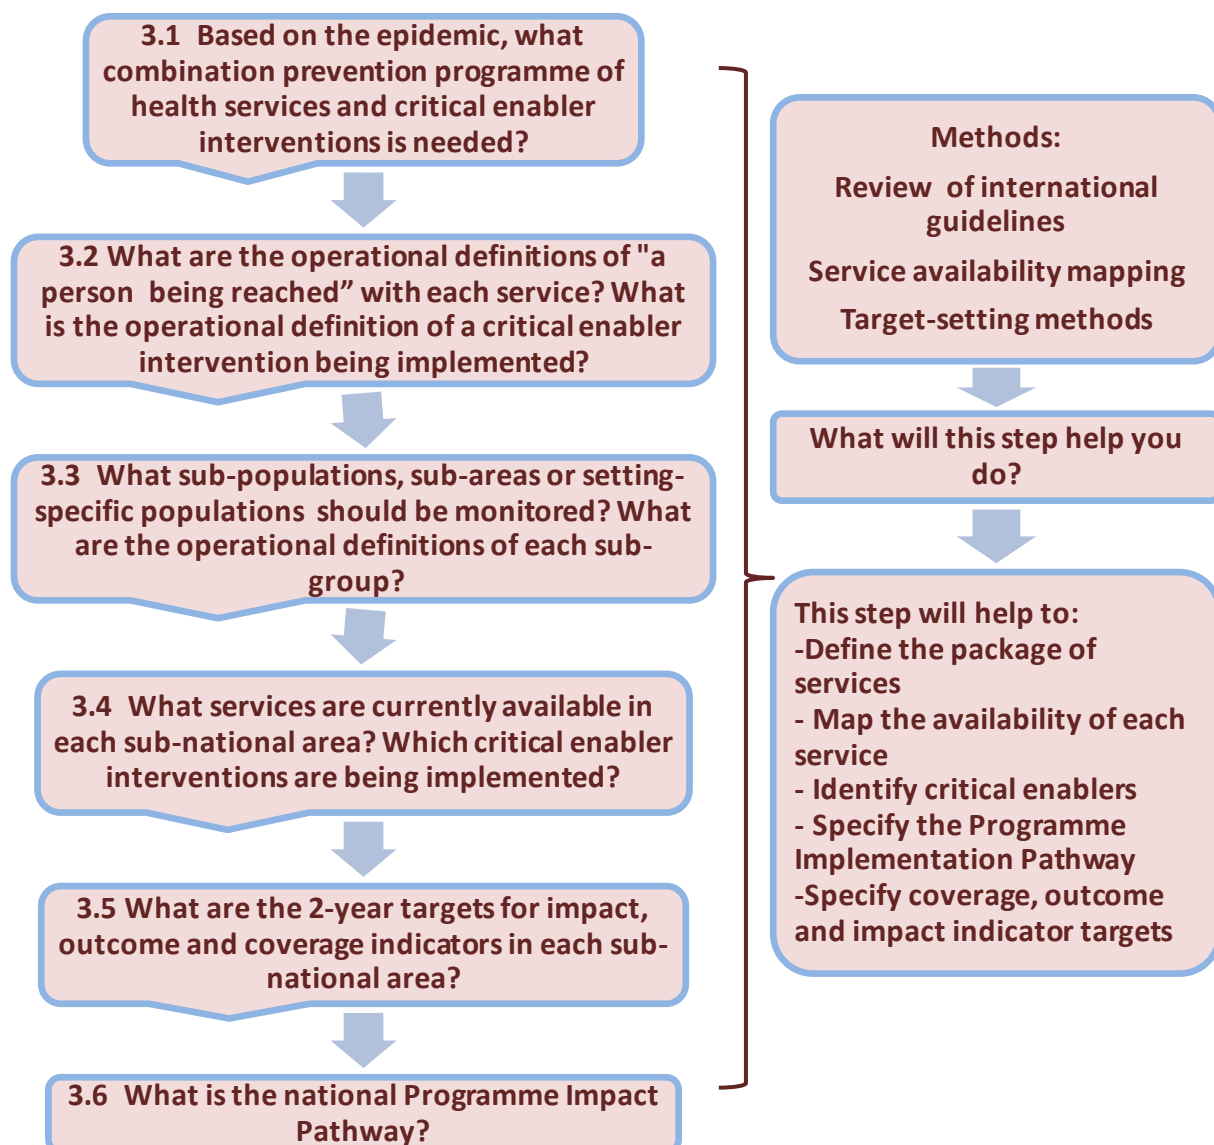 3.1 Based on the epidemic, what
combination prevention programme of
health services and critical enabler
interventions is needed?
3.2 What are the operational definitions of "a
person being reached” with each service? What
is the operational definition of a critical enabler
intervention being implemented?
3.3 What sub-populations, sub-areas or setting-
specific populations should be monitored? What
are the operational definitions of each sub-
group?
3.4 What services are currently available in
each sub-national area? Which critical enabler
interventions are being implemented?
3.5 What are the 2-year targets for impact,
outcome and coverage indicators in each sub-
national area?
3.6 What is the national Programme Impact
Pathway?
Methods:
Review of international
guidelines
Service availability mapping
Target-setting methods
What will this step help you
do?
This step will help to:
-Define the package of
services
- Map the availability of each
service
- Identify critical enablers
- Specify the Programme
Implementation Pathway
-Specify coverage, outcome
and impact indicator targets